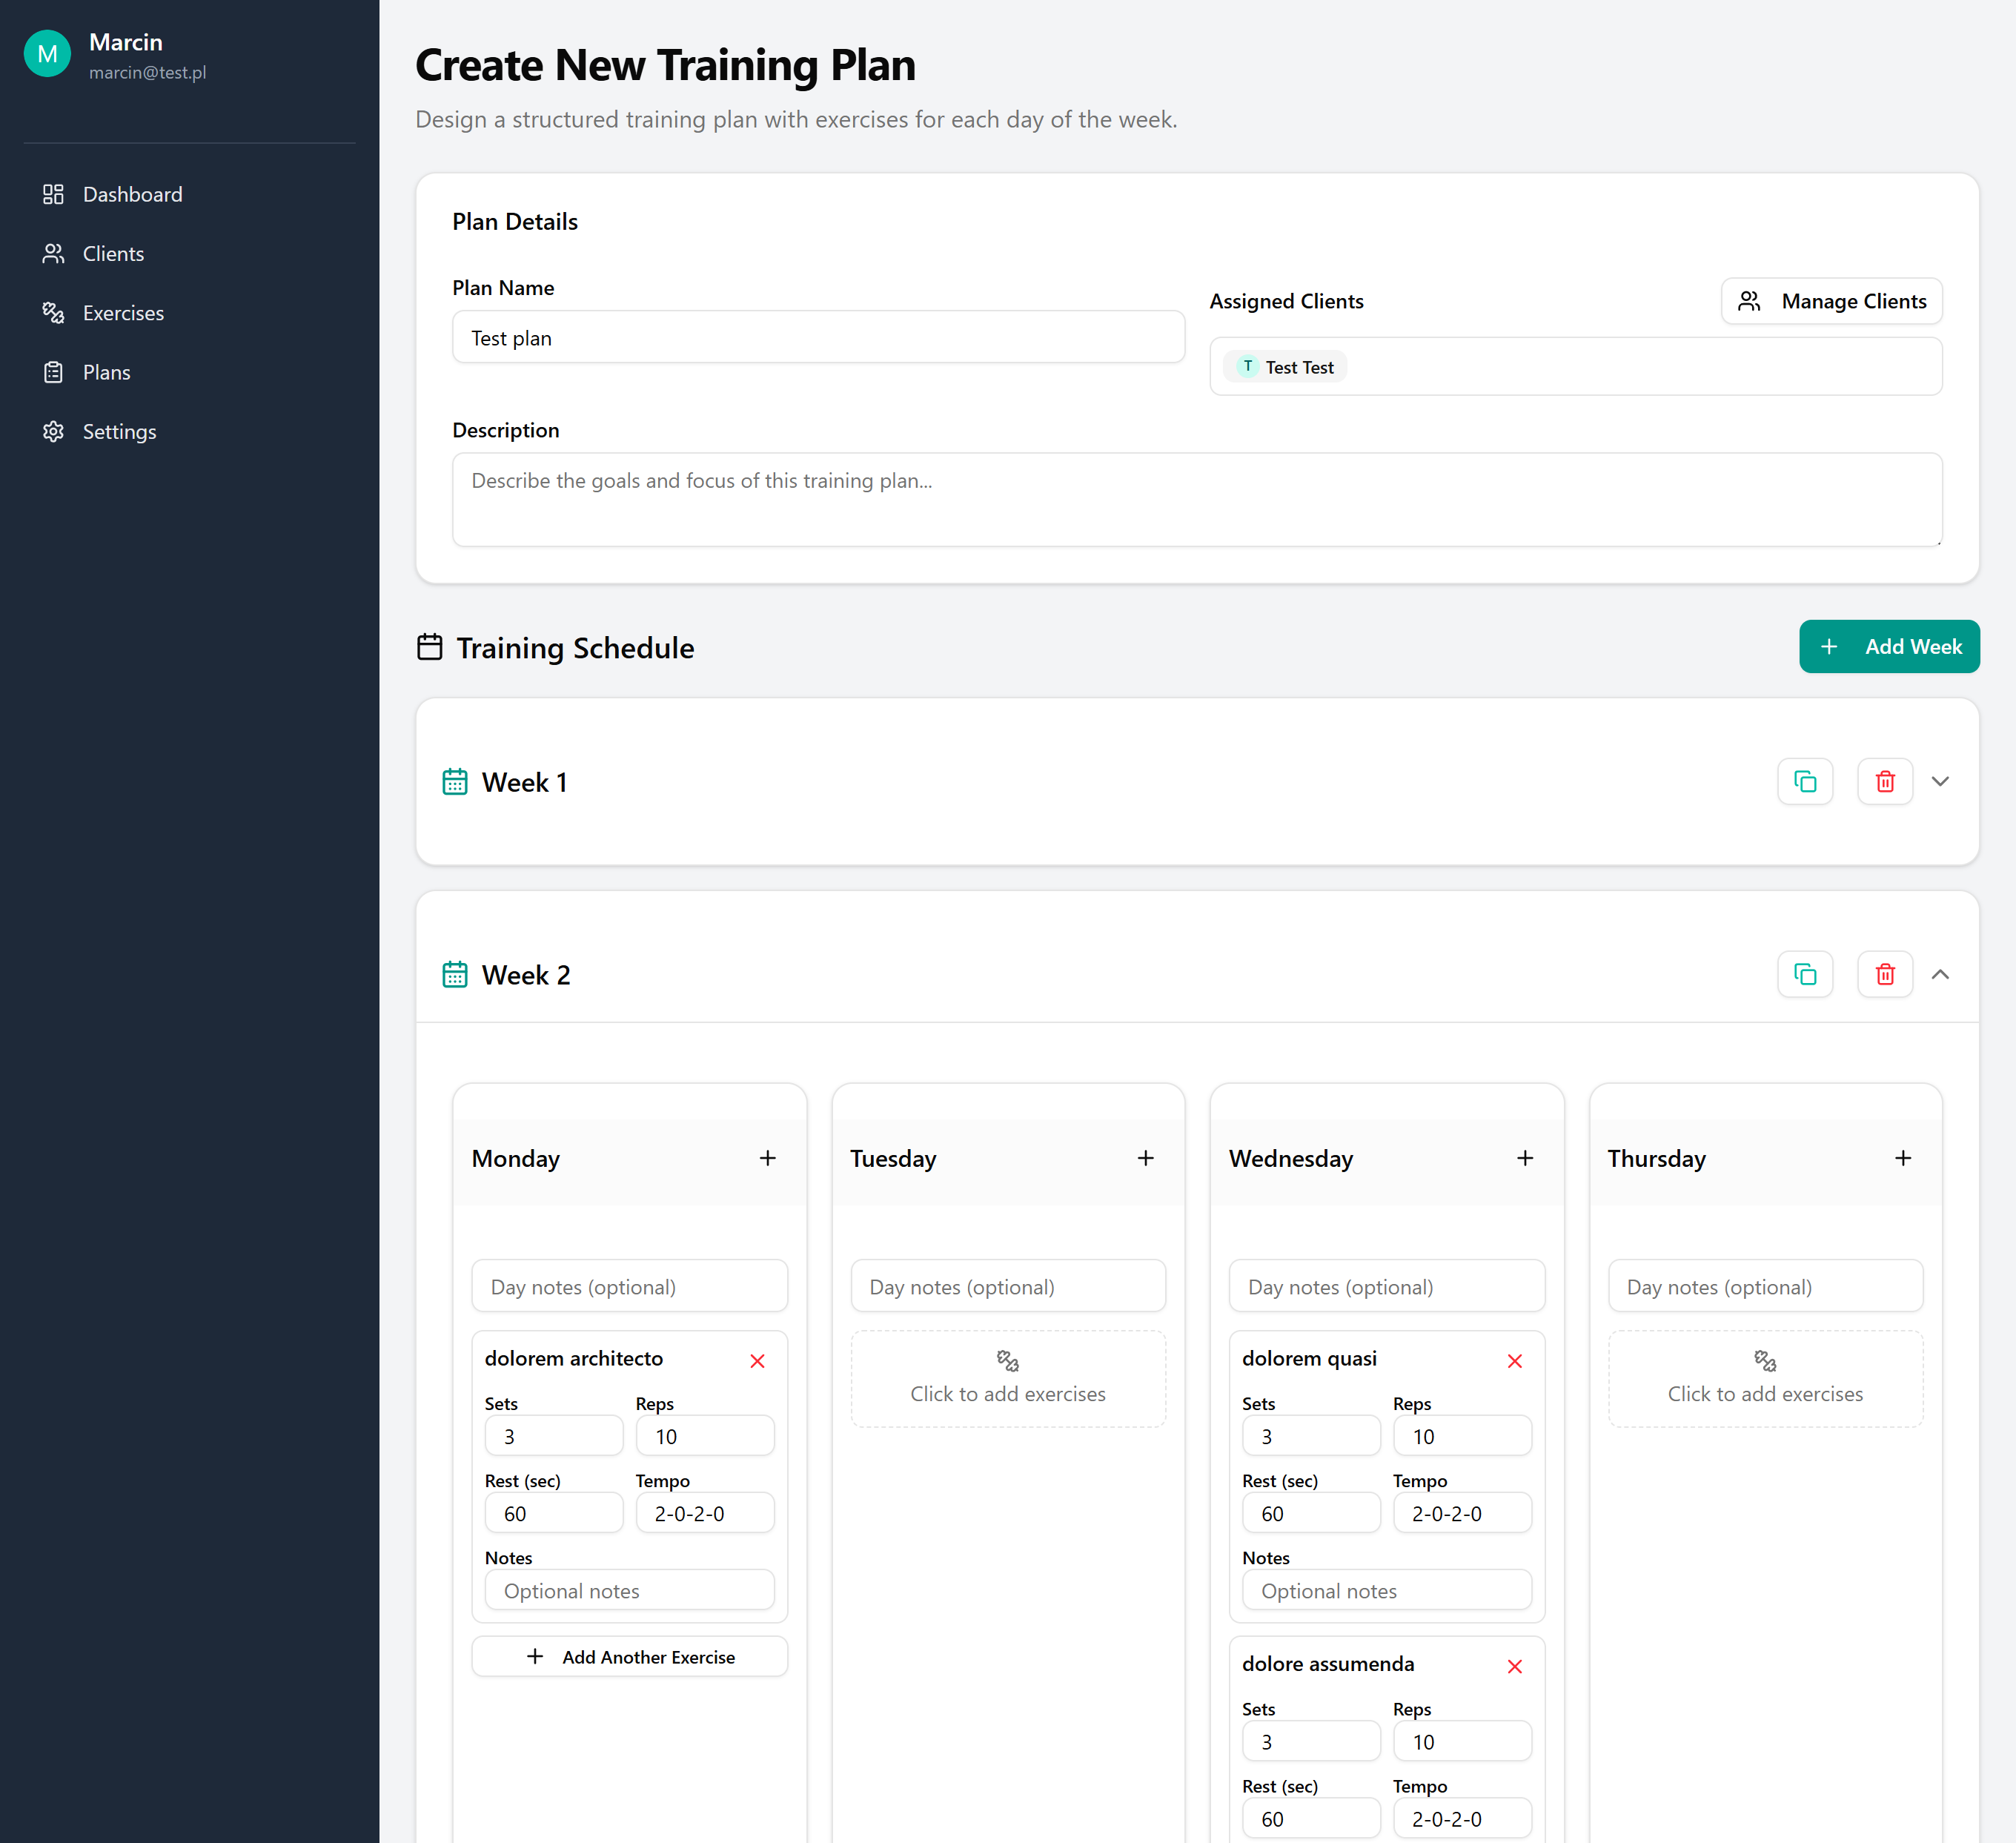 M
Marcin
marcin@test.pl
Dashboard
Clients
Exercises
Plans
Settings
Create New Training Plan
Design a structured training plan with exercises for each day of the week.
Plan Details
Plan Name
Test plan
Assigned Clients
Manage Clients
T Test Test
Description
Describe the goals and focus of this training plan...
Training Schedule
Add Week
Week 1
Week 2
Monday
Day notes (optional)
dolorem architecto
Sets Reps
3 10
Rest (sec) Tempo
60 2-0-2-0
Notes
Optional notes
Add Another Exercise
Tuesday
Day notes (optional)
Click to add exercises
Wednesday
Day notes (optional)
dolorem quasi
Sets Reps
3 10
Rest (sec) Tempo
60 2-0-2-0
Notes
Optional notes
dolore assumenda
Sets Reps
3 10
Rest (sec) Tempo
60 2-0-2-0
Thursday
Day notes (optional)
Click to add exercises